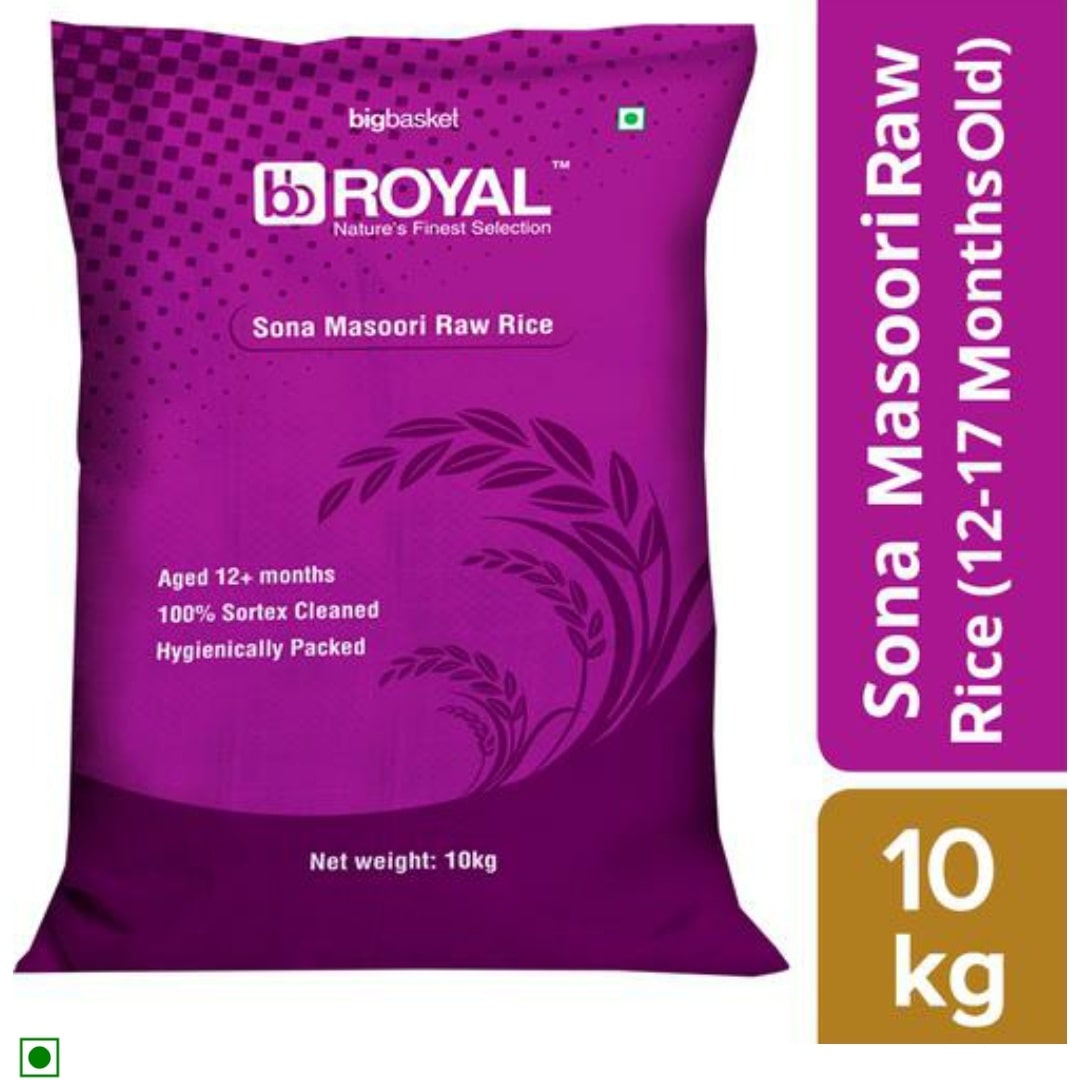 bigbasket
bb ROYAL™
Nature's Finest Selection
Sona Masoori Raw Rice
Aged 12+ months
100% Sortex Cleaned
Hygienically Packed
Net weight: 10kg
Sona Masoori Raw
Rice (12-17 Months Old)
10
kg